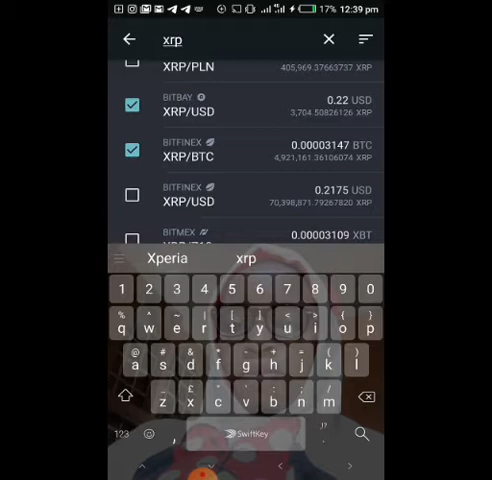 17% 12:39 pm
xrp
XRP/PLN
405,969.37663737 XRP
BITBAY
XRP/USD
0.22 USD
3,704.50826126 XRP
BITFINEX
XRP/BTC
0.00003147 BTC
4,921,161.36106074 XRP
BITFINEX
XRP/USD
0.2175 USD
70,398,871.79267820 XRP
BITMEX
0.00003109 XBT
Xperia xrp
1 2 3 4 5 6 7 8 9 0
% ^ ~ | [ ] < > { }
q w e r t y u i o p
@ # & * - + = ( )
a s d f g h j k l
_ £ " ' : ; /
z x c v b n m
123 , SwiftKey !? .